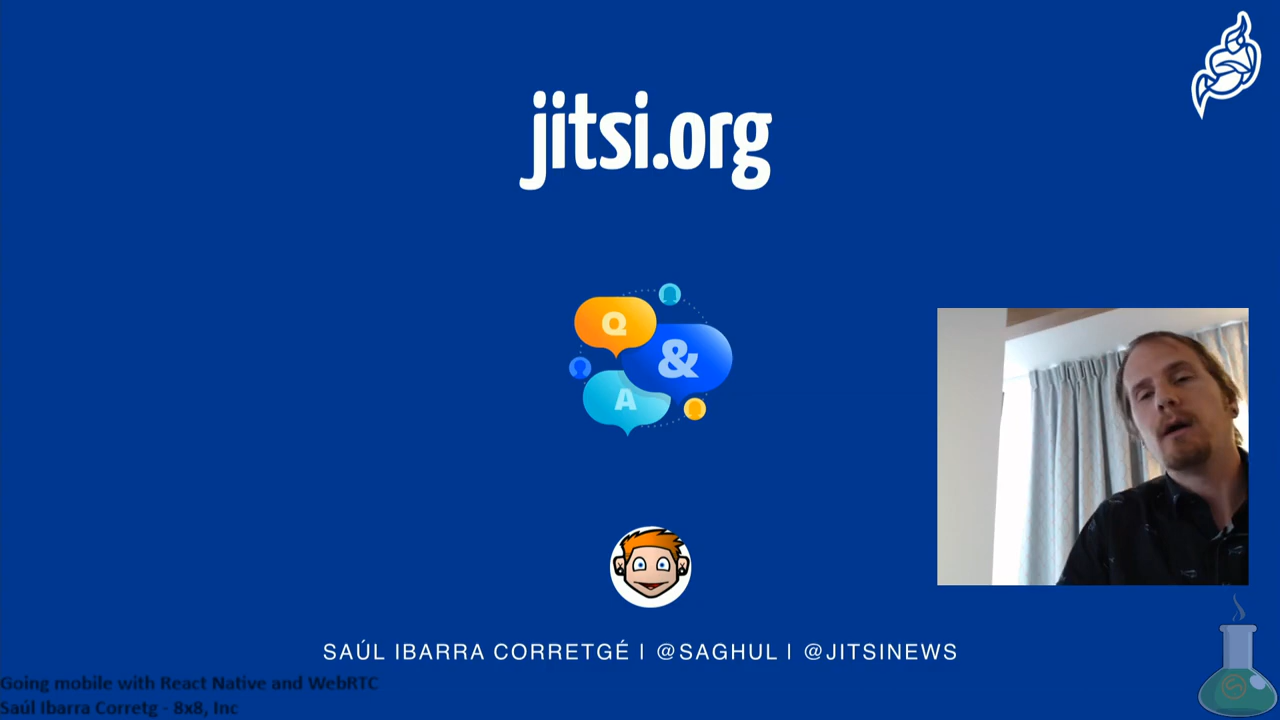 jitsi.org
Q
&
A
SAÚL IBARRA CORRETGÉ | @SAGHUL | @JITSINEWS
Going mobile with React Native and WebRTC
Saúl Ibarra Corretg - 8x8, Inc